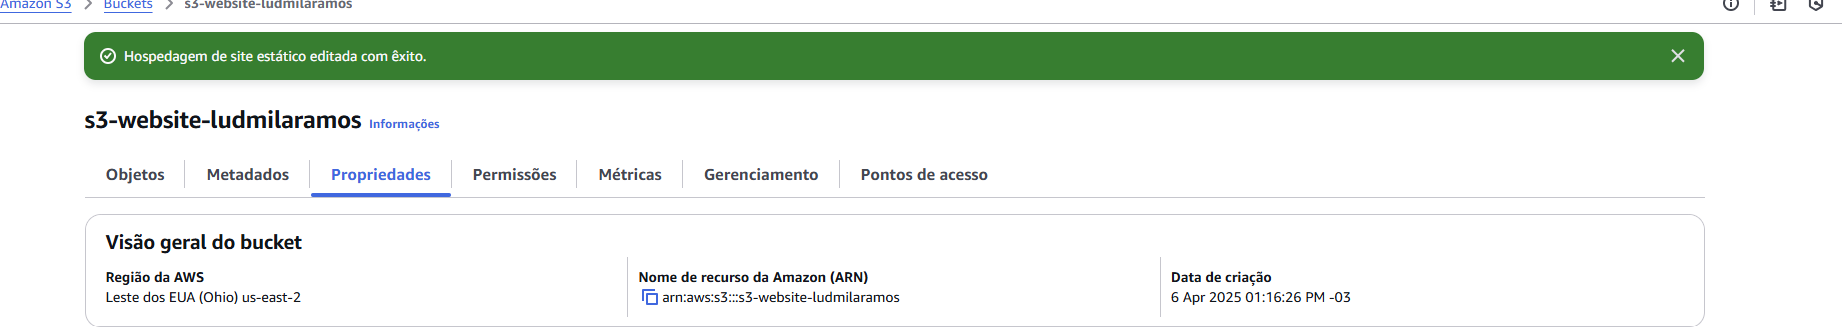 Amazon S3 > Buckets > s3-website-ludmilaramos
Hospedagem de site estático editada com êxito.
s3-website-ludmilaramos Informações
Objetos Metadados Propriedades Permissões Métricas Gerenciamento Pontos de acesso
Visão geral do bucket
Região da AWS
Leste dos EUA (Ohio) us-east-2
Nome de recurso da Amazon (ARN)
arn:aws:s3:::s3-website-ludmilaramos
Data de criação
6 Apr 2025 01:16:26 PM -03